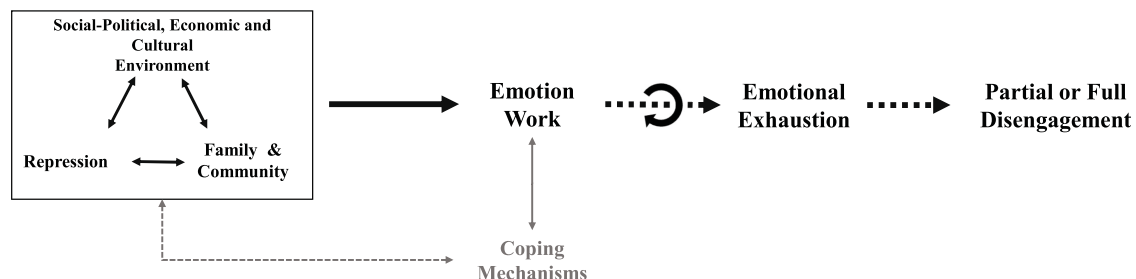 Social-Political, Economic and
Cultural
Environment
Repression
Family &
Community
Emotion
Work
Coping
Mechanisms
Emotional
Exhaustion
Partial or Full
Disengagement